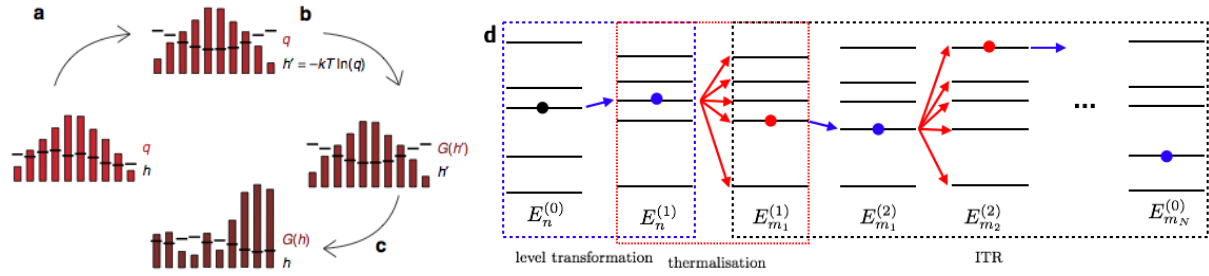 a
b
q
h' = −kT ln(q)
q
h
G(h')
h'
G(h)
h
c
d
...
E_n^{(0)}
E_n^{(1)}
E_{m_1}^{(1)}
E_{m_1}^{(2)}
E_{m_2}^{(2)}
E_{m_N}^{(0)}
level transformation
thermalisation
ITR